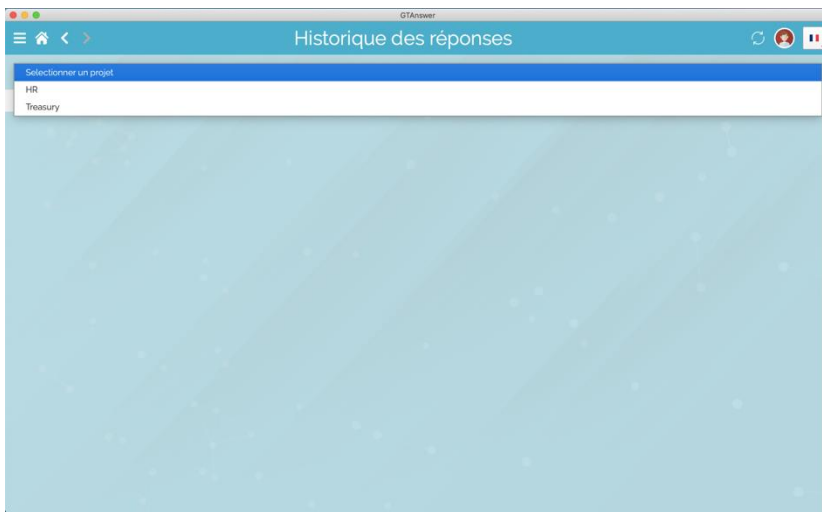 GTAnswer
Historique des réponses
Selectionner un projet
HR
Treasury